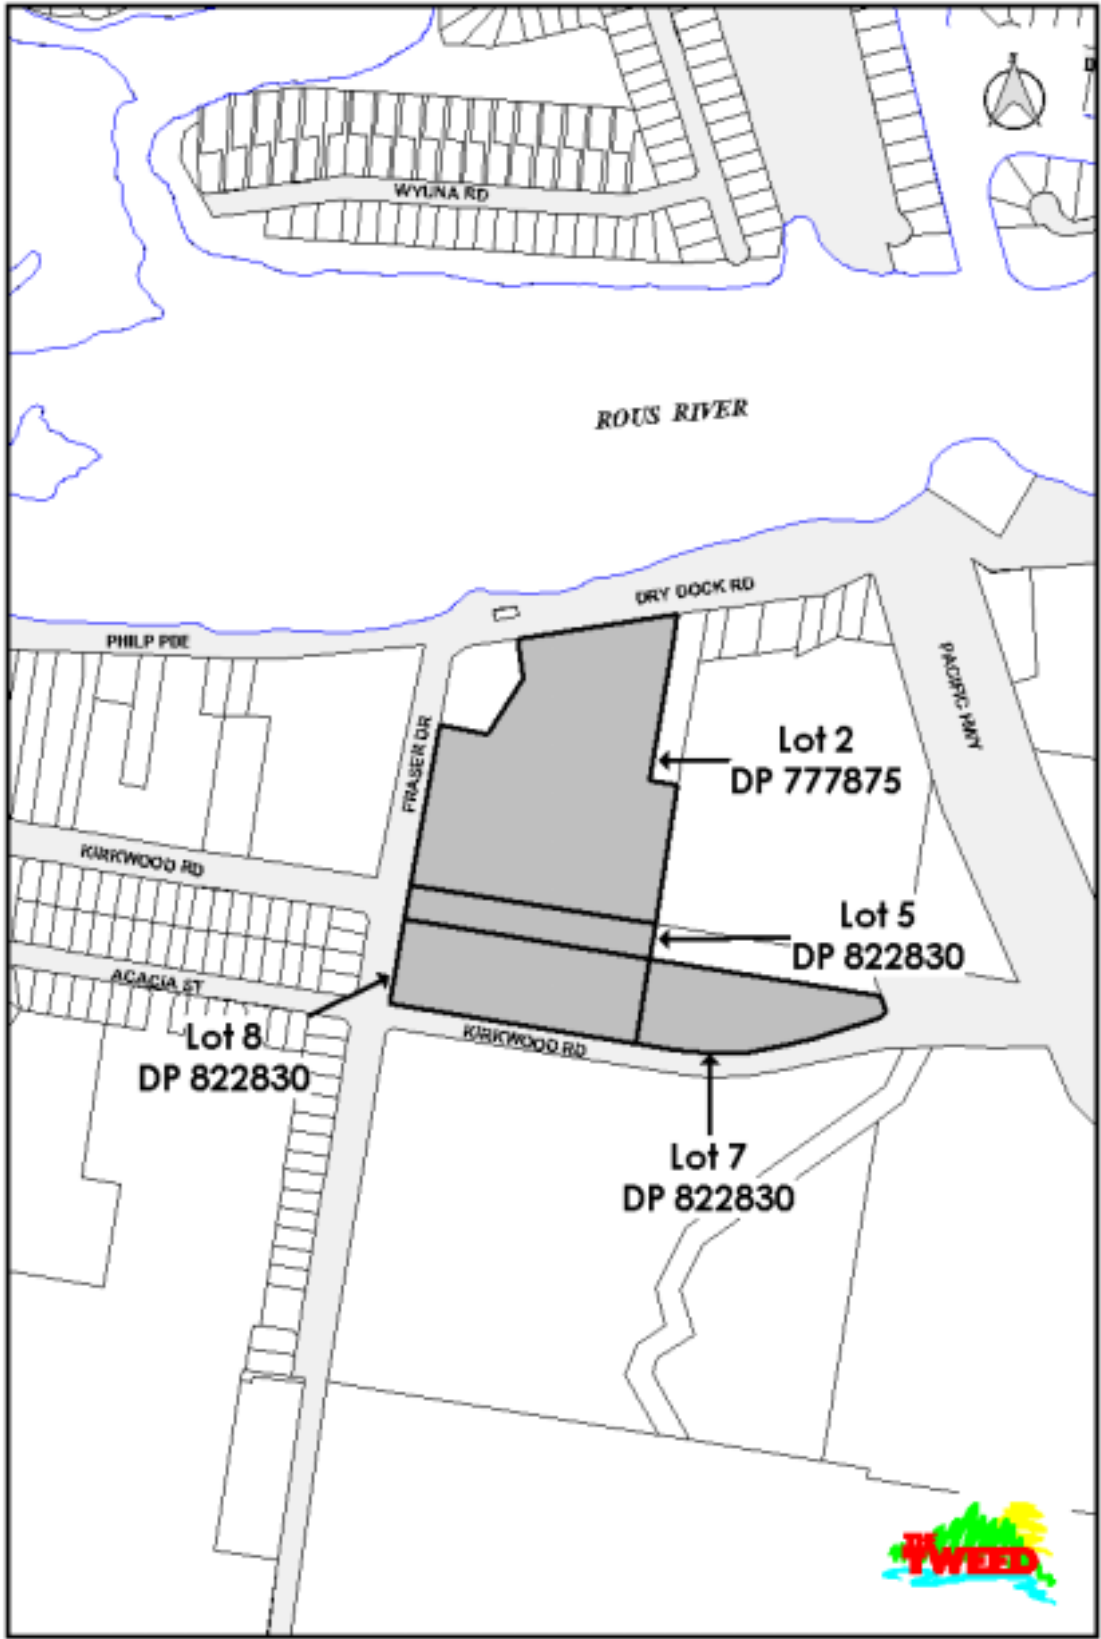 WYUNA RD
ROUS RIVER
DRY DOCK RD
PHILP PDE
PACIFIC HWY
FRASER DR
Lot 2
DP 777875
KIRKWOOD RD
Lot 5
DP 822830
ACACIA ST
Lot 8
DP 822830
KIRKWOOD RD
Lot 7
DP 822830
THE
TWEED